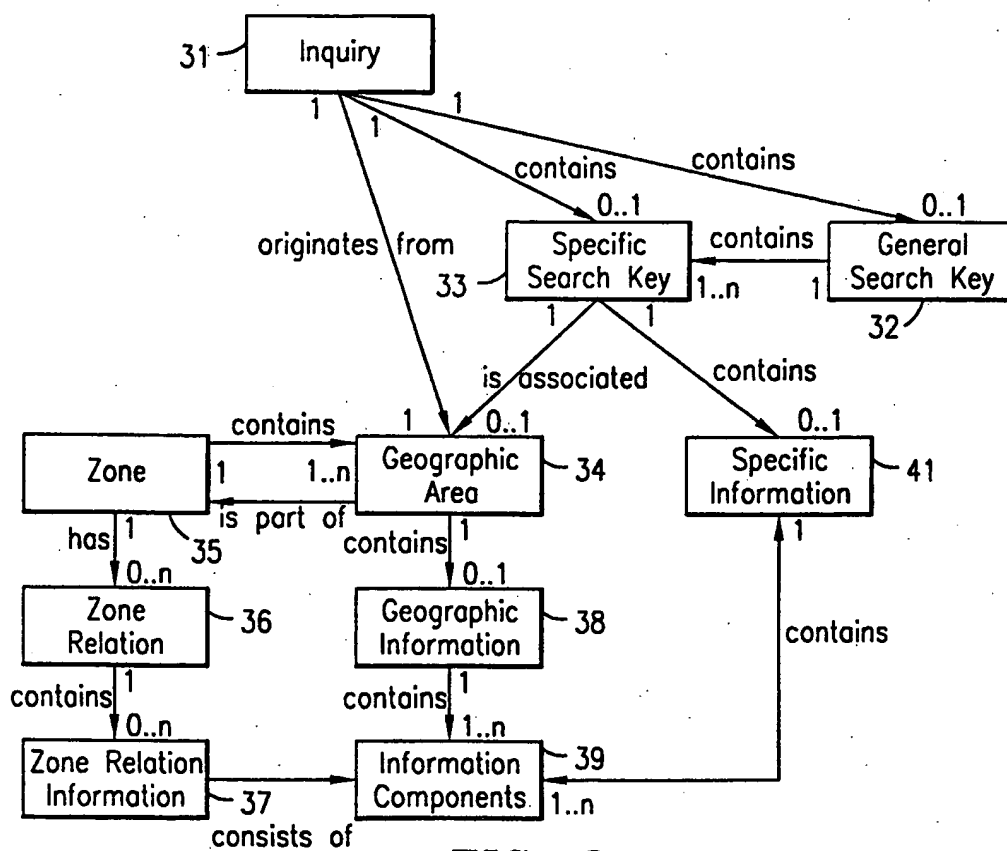 31
Inquiry
1
1
1
contains
contains
0..1
0..1
originates from
Specific
Search Key
contains
General
Search Key
33
1..n
1
32
1
1
is associated
contains
contains
1
0..1
0..1
Zone
1
1..n
Geographic
Area
34
Specific
Information
41
is part of
1
has
35
1
contains
1
0..n
0..1
Zone
Relation
36
Geographic
Information
38
contains
1
contains
1
contains
0..n
1..n
Zone Relation
Information
37
Information
Components
39
1..n
consists of